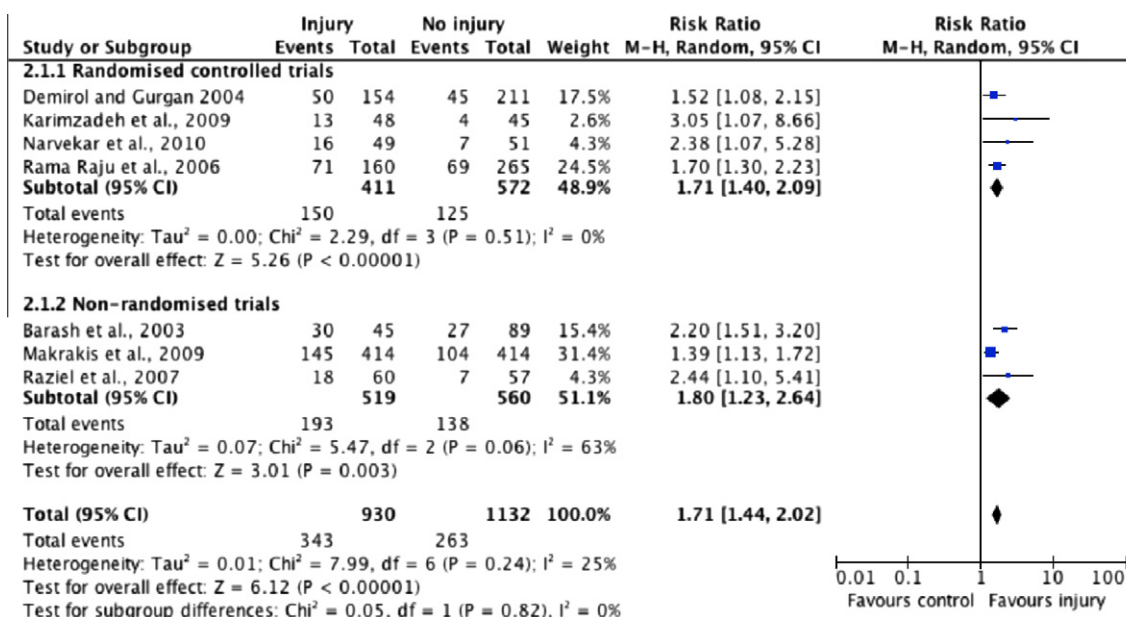 Injury No injury Risk Ratio Risk Ratio
Study or Subgroup Events Total Events Total Weight M-H, Random, 95% CI M-H, Random, 95% CI
2.1.1 Randomised controlled trials
Demirol and Gurgan 2004 50 154 45 211 17.5% 1.52 [1.08, 2.15]
Karimzadeh et al., 2009 13 48 4 45 2.6% 3.05 [1.07, 8.66]
Narvekar et al., 2010 16 49 7 51 4.3% 2.38 [1.07, 5.28]
Rama Raju et al., 2006 71 160 69 265 24.5% 1.70 [1.30, 2.23]
Subtotal (95% CI) 411 572 48.9% 1.71 [1.40, 2.09]
Total events 150 125
Heterogeneity: Tau² = 0.00; Chi² = 2.29, df = 3 (P = 0.51); I² = 0%
Test for overall effect: Z = 5.26 (P < 0.00001)
2.1.2 Non-randomised trials
Barash et al., 2003 30 45 27 89 15.4% 2.20 [1.51, 3.20]
Makrakis et al., 2009 145 414 104 414 31.4% 1.39 [1.13, 1.72]
Raziel et al., 2007 18 60 7 57 4.3% 2.44 [1.10, 5.41]
Subtotal (95% CI) 519 560 51.1% 1.80 [1.23, 2.64]
Total events 193 138
Heterogeneity: Tau² = 0.07; Chi² = 5.47, df = 2 (P = 0.06); I² = 63%
Test for overall effect: Z = 3.01 (P = 0.003)
Total (95% CI) 930 1132 100.0% 1.71 [1.44, 2.02]
Total events 343 263
Heterogeneity: Tau² = 0.01; Chi² = 7.99, df = 6 (P = 0.24); I² = 25%
Test for overall effect: Z = 6.12 (P < 0.00001)
Test for subgroup differences: Chi² = 0.05, df = 1 (P = 0.82), I² = 0%
0.01 0.1 1 10 100
Favours control Favours injury